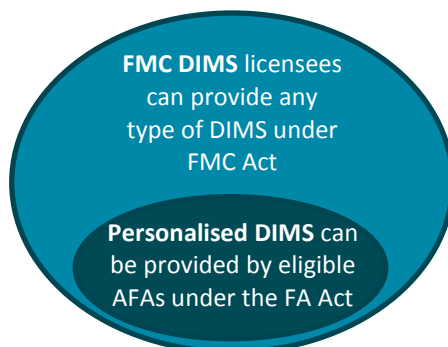 FMC DIMS licensees
can provide any
type of DIMS under
FMC Act
Personalised DIMS can
be provided by eligible
AFAs under the FA Act